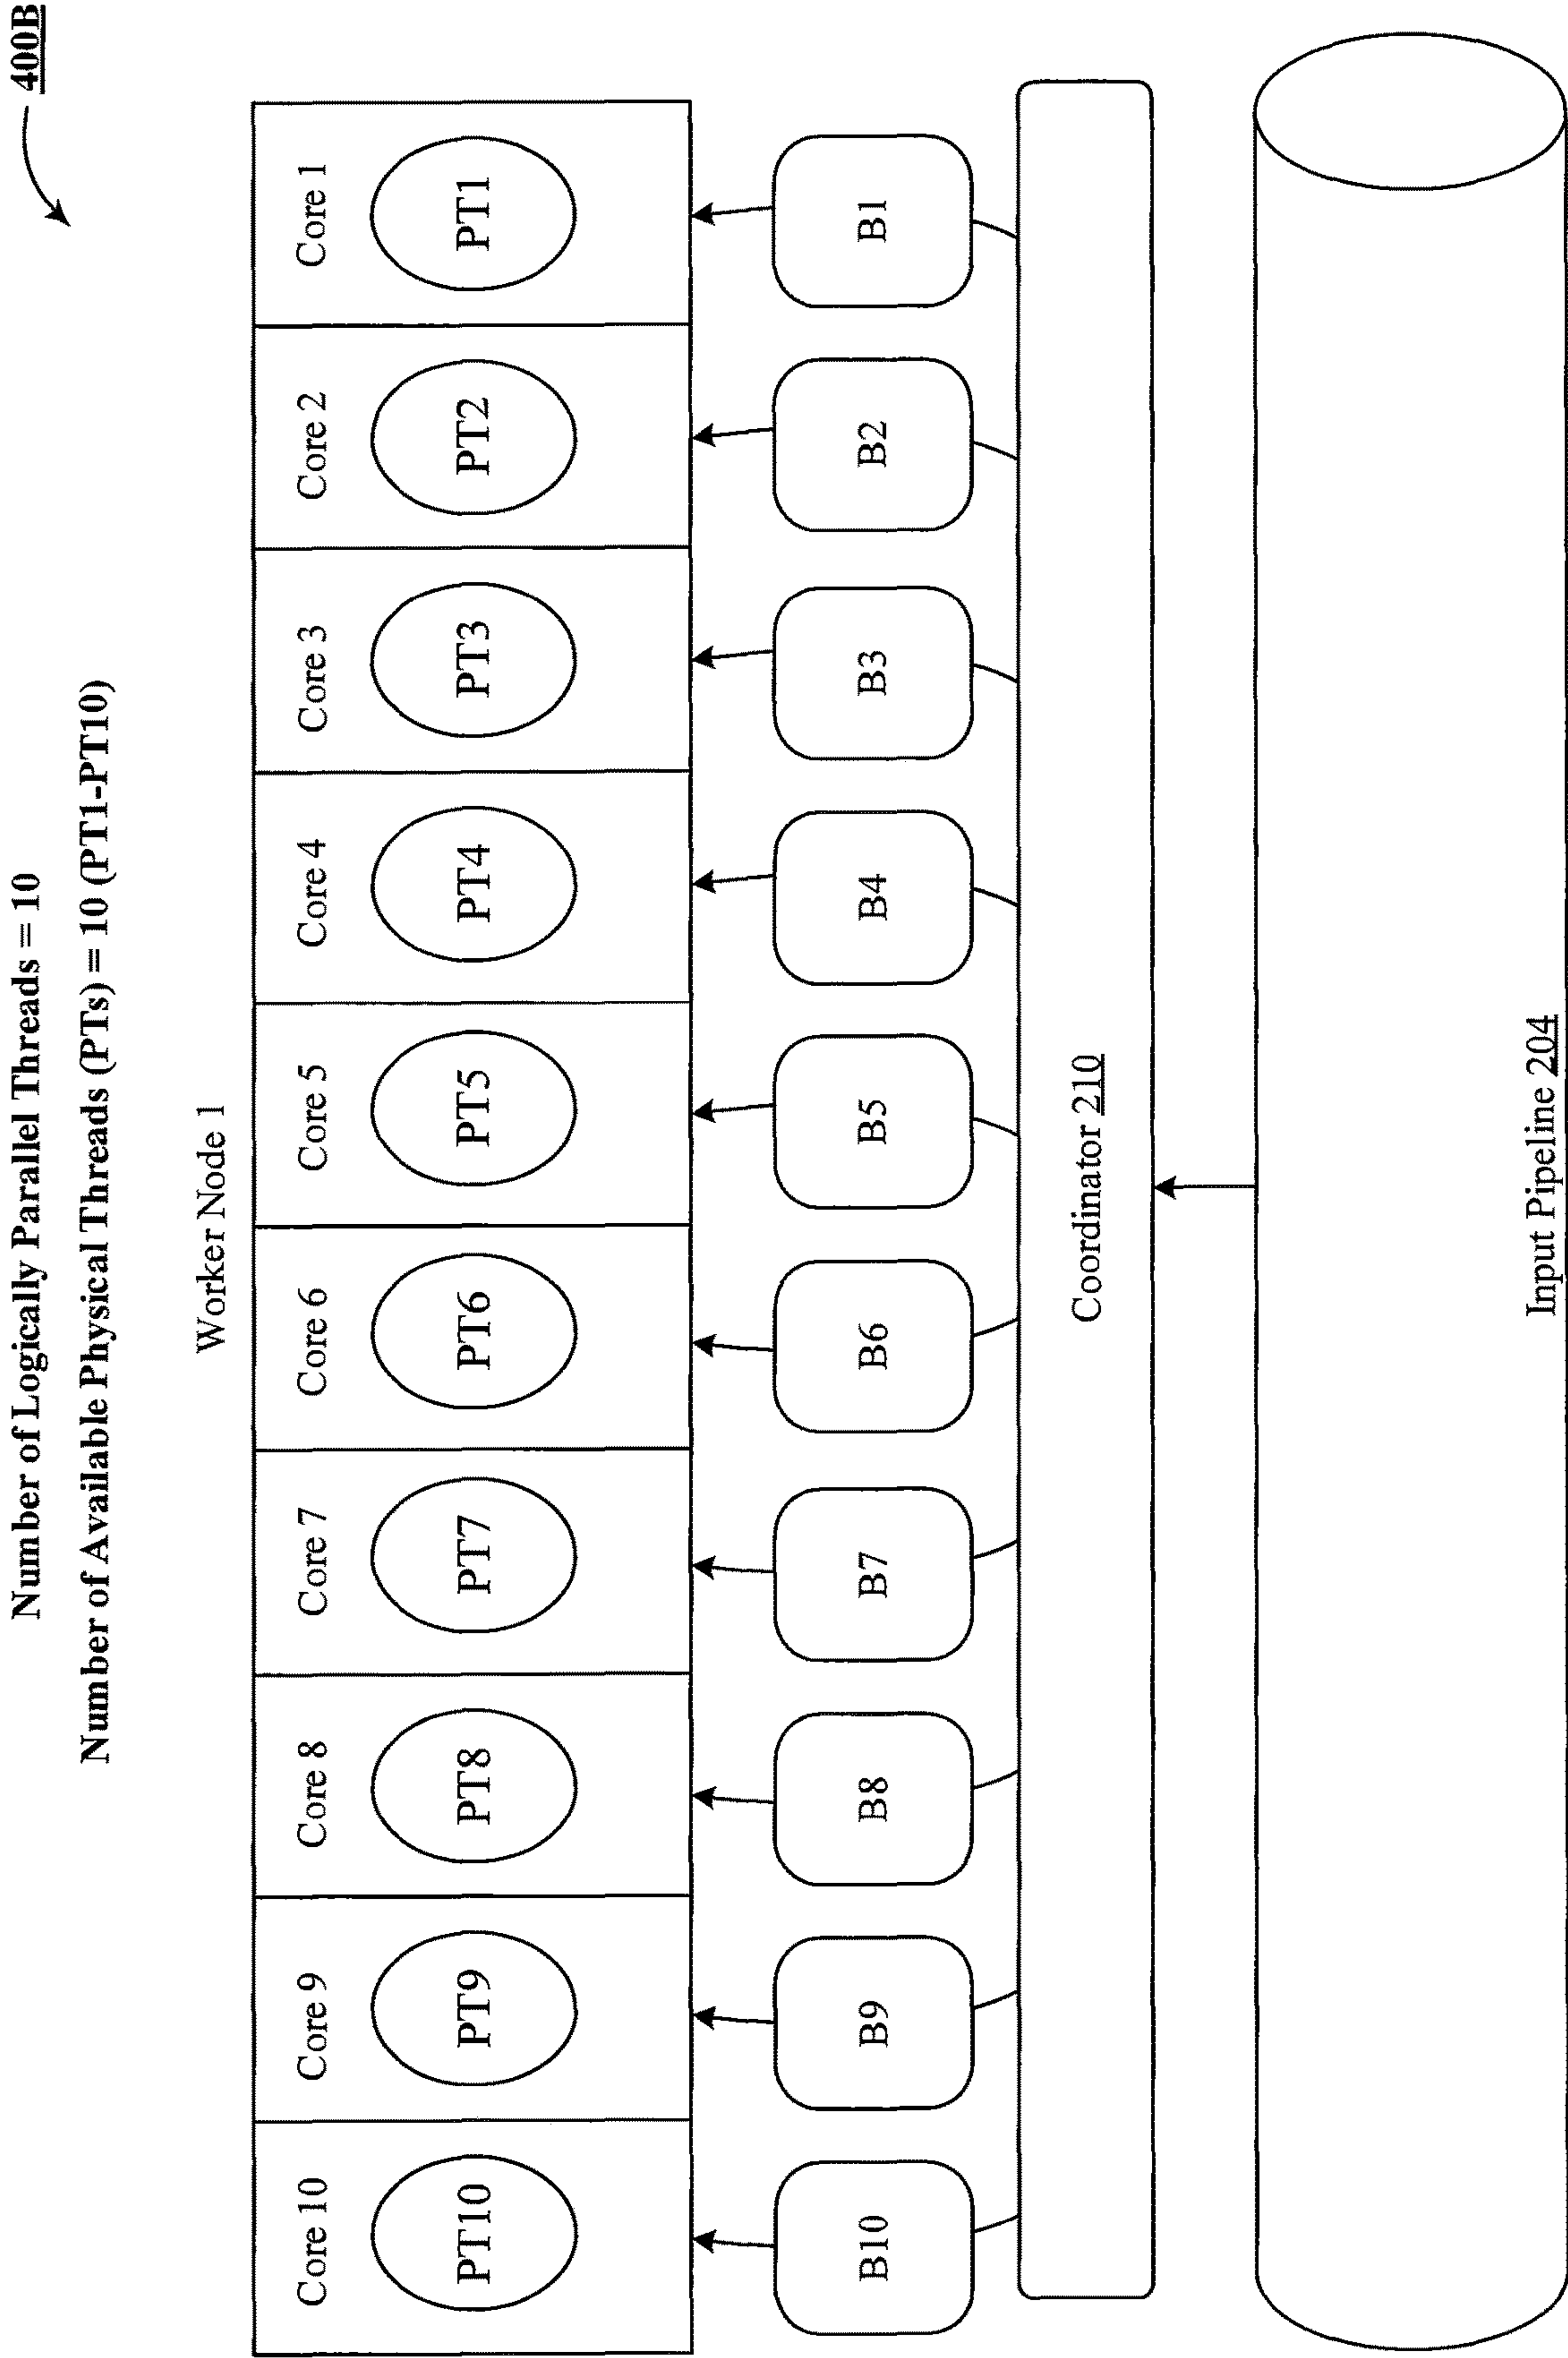 Number of Logically Parallel Threads = 10
400B
Number of Available Physical Threads (PTs) = 10 (PT1-PT10)
Worker Node 1
Core 10 Core 9 Core 8 Core 7 Core 6 Core 5 Core 4 Core 3 Core 2 Core 1
PT10 PT9 PT8 PT7 PT6 PT5 PT4 PT3 PT2 PT1
B10 B9 B8 B7 B6 B5 B4 B3 B2 B1
Coordinator 210
Input Pipeline 204